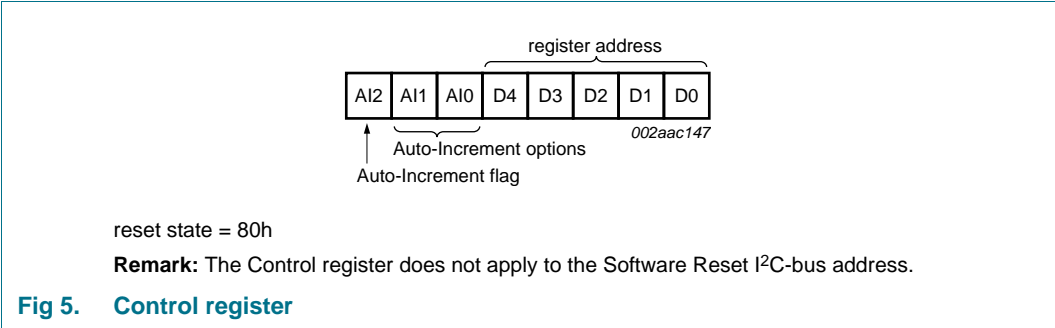 register address
AI2 AI1 AI0 D4 D3 D2 D1 D0
002aac147
Auto-Increment options
Auto-Increment flag
reset state = 80h
Remark: The Control register does not apply to the Software Reset I2C-bus address.
Fig 5. Control register